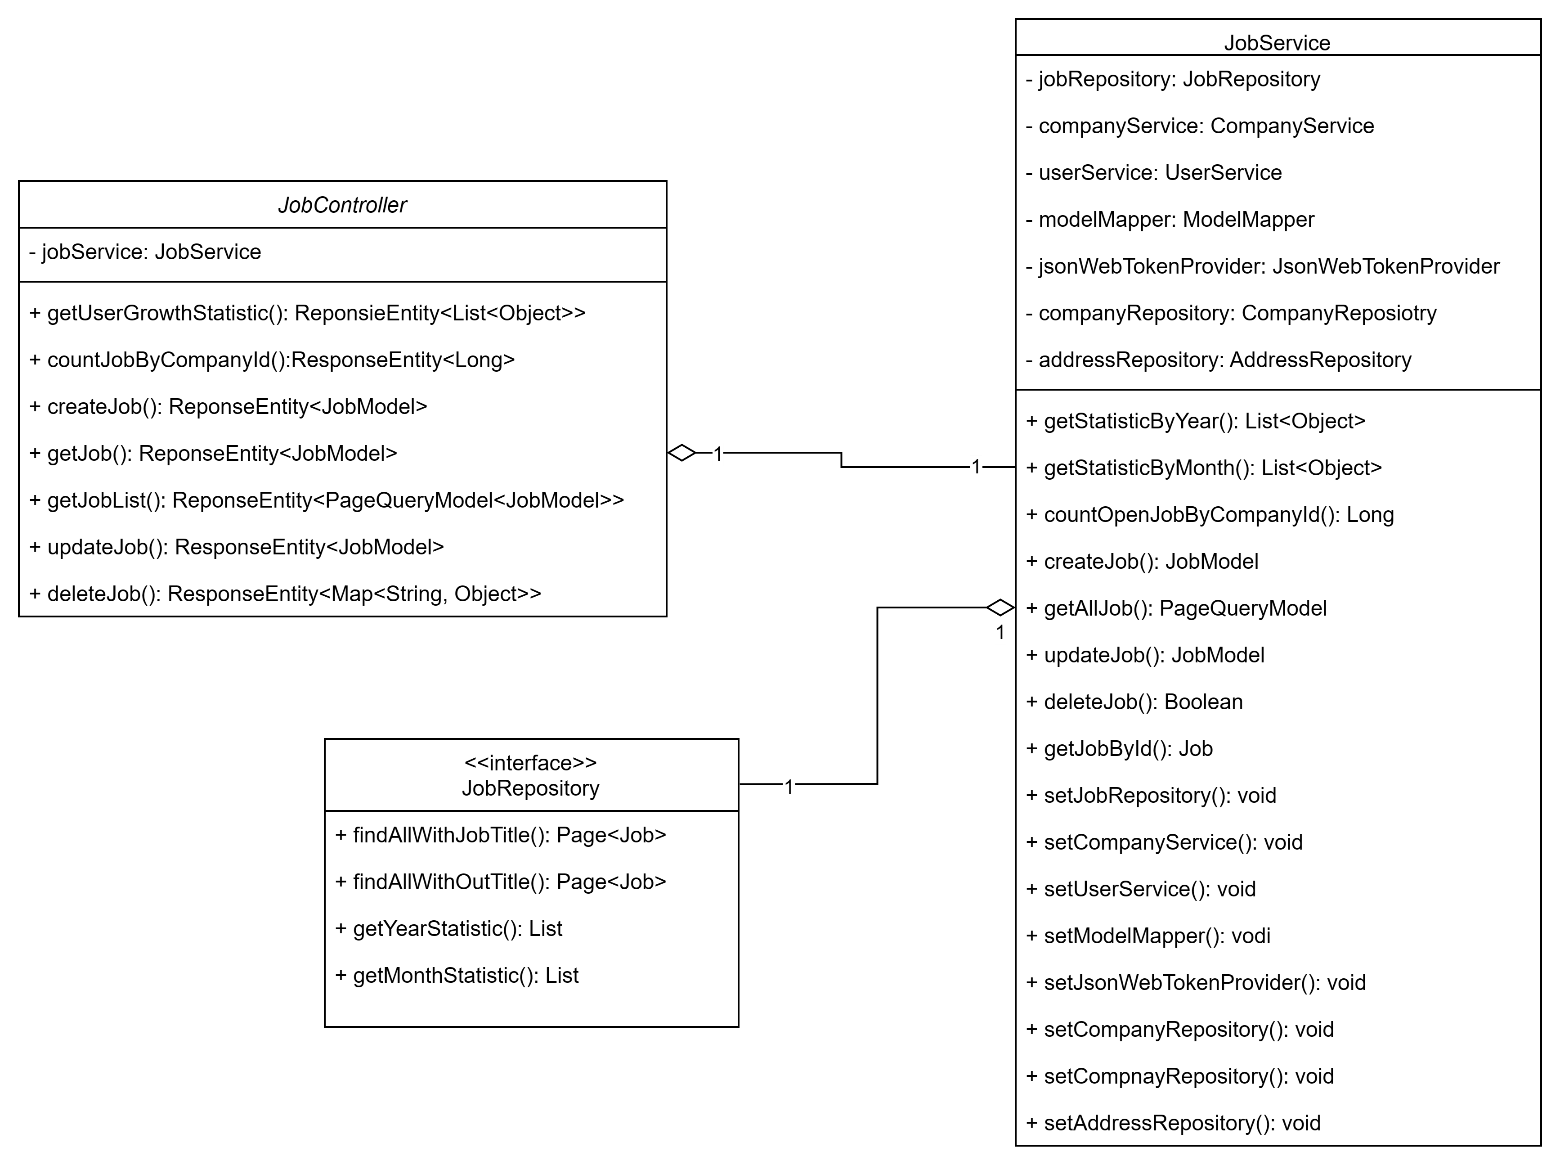 JobController
- jobService: JobService
+ getUserGrowthStatistic(): ReponsieEntity<List<Object>>
+ countJobByCompanyId():ResponseEntity<Long>
+ createJob(): ReponseEntity<JobModel>
+ getJob(): ReponseEntity<JobModel>
+ getJobList(): ReponseEntity<PageQueryModel<JobModel>>
+ updateJob(): ResponseEntity<JobModel>
+ deleteJob(): ResponseEntity<Map<String, Object>>
1
1
1
1
<<interface>>
JobRepository
+ findAllWithJobTitle(): Page<Job>
+ findAllWithOutTitle(): Page<Job>
+ getYearStatistic(): List
+ getMonthStatistic(): List
JobService
- jobRepository: JobRepository
- companyService: CompanyService
- userService: UserService
- modelMapper: ModelMapper
- jsonWebTokenProvider: JsonWebTokenProvider
- companyRepository: CompanyReposiotry
- addressRepository: AddressRepository
+ getStatisticByYear(): List<Object>
+ getStatisticByMonth(): List<Object>
+ countOpenJobByCompanyId(): Long
+ createJob(): JobModel
+ getAllJob(): PageQueryModel
+ updateJob(): JobModel
+ deleteJob(): Boolean
+ getJobById(): Job
+ setJobRepository(): void
+ setCompanyService(): void
+ setUserService(): void
+ setModelMapper(): vodi
+ setJsonWebTokenProvider(): void
+ setCompanyRepository(): void
+ setCompnayRepository(): void
+ setAddressRepository(): void